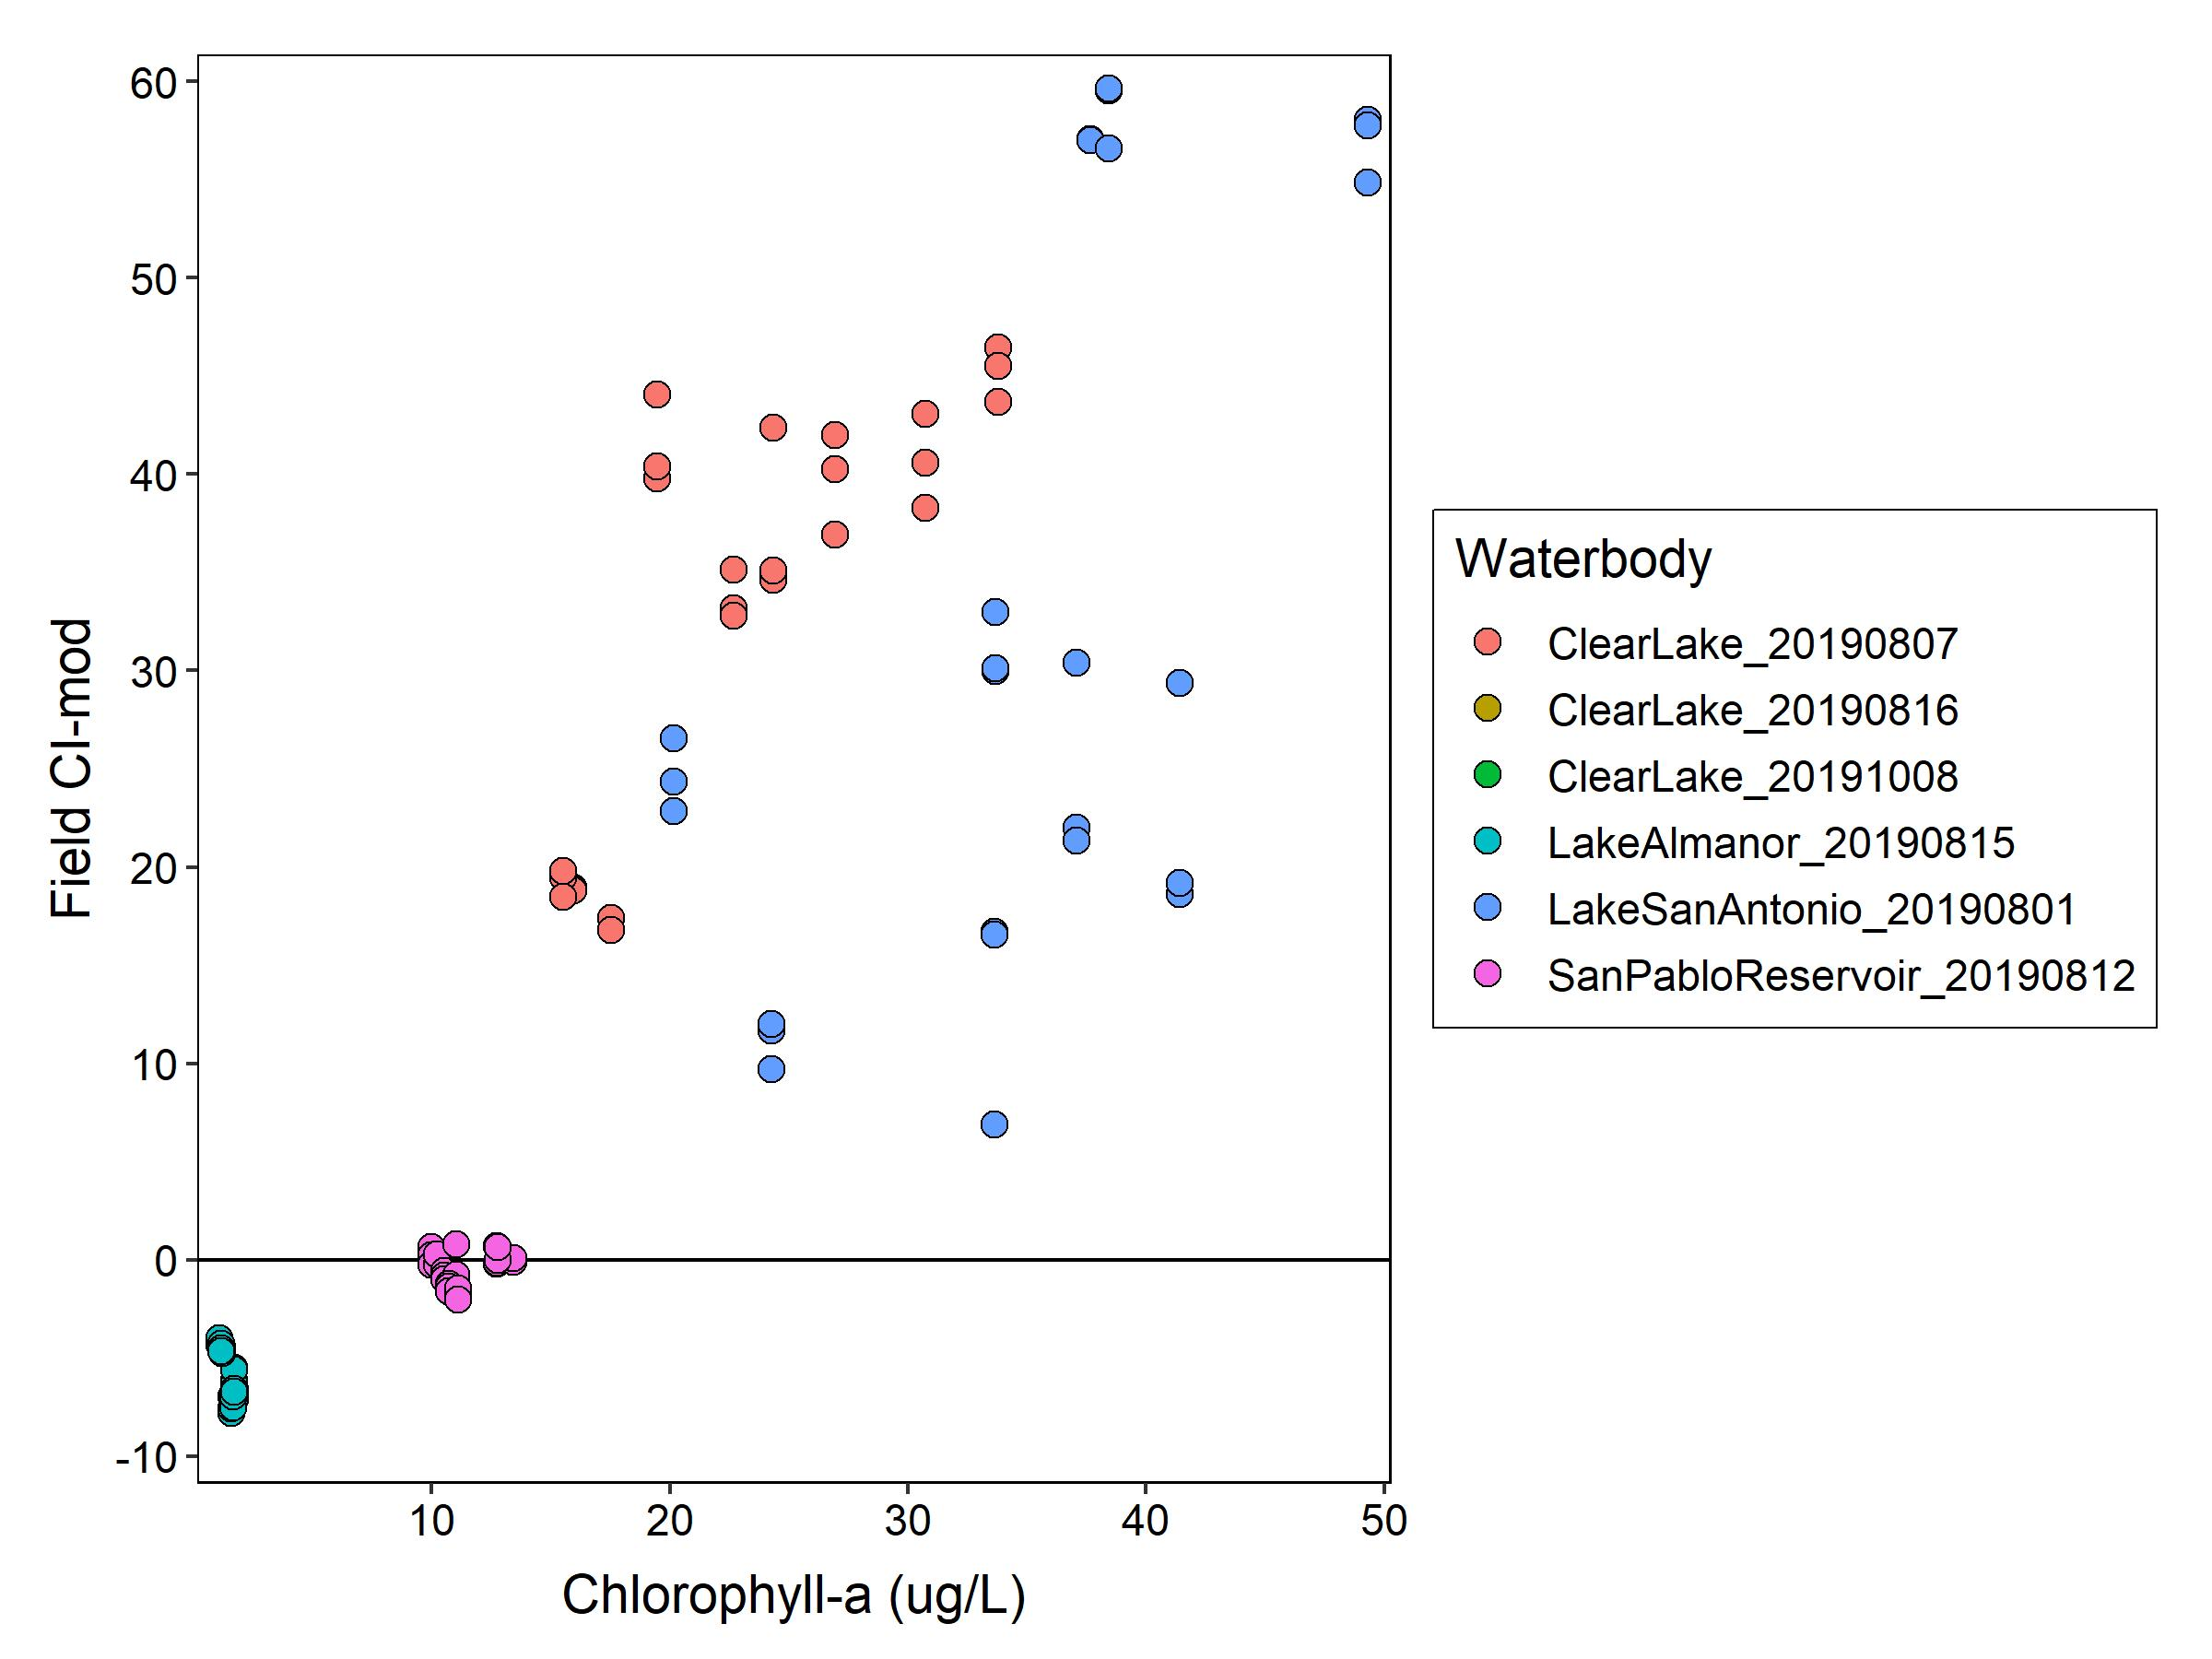 60
50
40
30
20
10
0
-10
Field CI-mod
10 20 30 40 50
Chlorophyll-a (ug/L)
Waterbody
ClearLake_20190807
ClearLake_20190816
ClearLake_20191008
LakeAlmanor_20190815
LakeSanAntonio_20190801
SanPabloReservoir_20190812